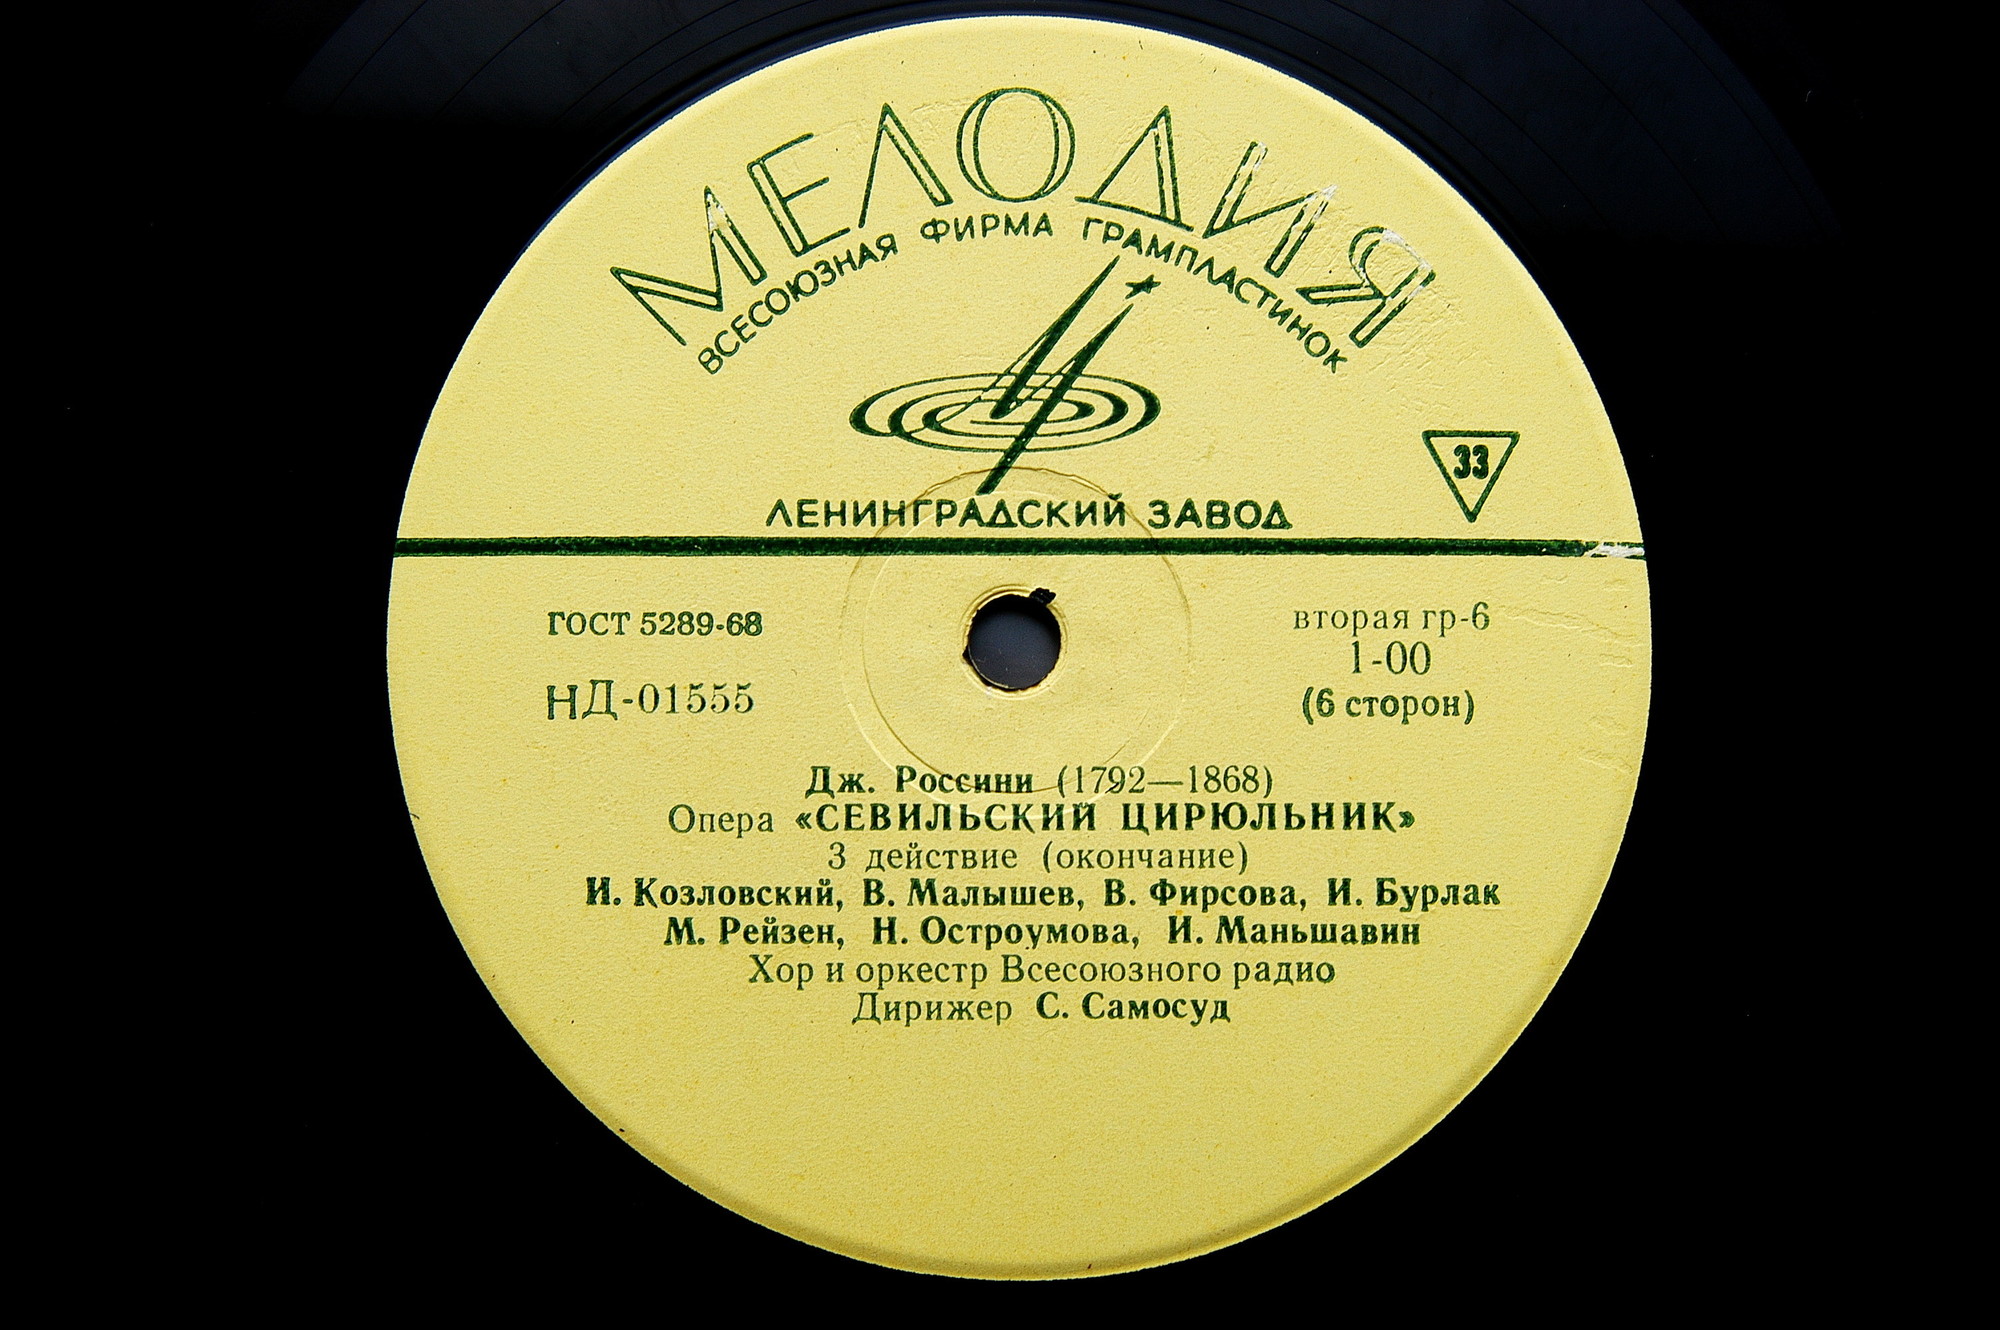 МЕЛОДИЯ
ВСЕСОЮЗНАЯ ФИРМА ГРАМПЛАСТИНОК
33
ЛЕНИНГРАДСКИЙ ЗАВОД
ГОСТ 5289-68
вторая гр-6
НД-01555
1-00
(6 сторон)
Дж. Россини (1792—1868)
Опера «СЕВИЛЬСКИЙ ЦИРЮЛЬНИК»
3 действие (окончание)
И. Козловский, В. Малышев, В. Фирсова, И. Бурлак
М. Рейзен, Н. Остроумова, И. Маньшавин
Хор и оркестр Всесоюзного радио
Дирижер С. Самосуд